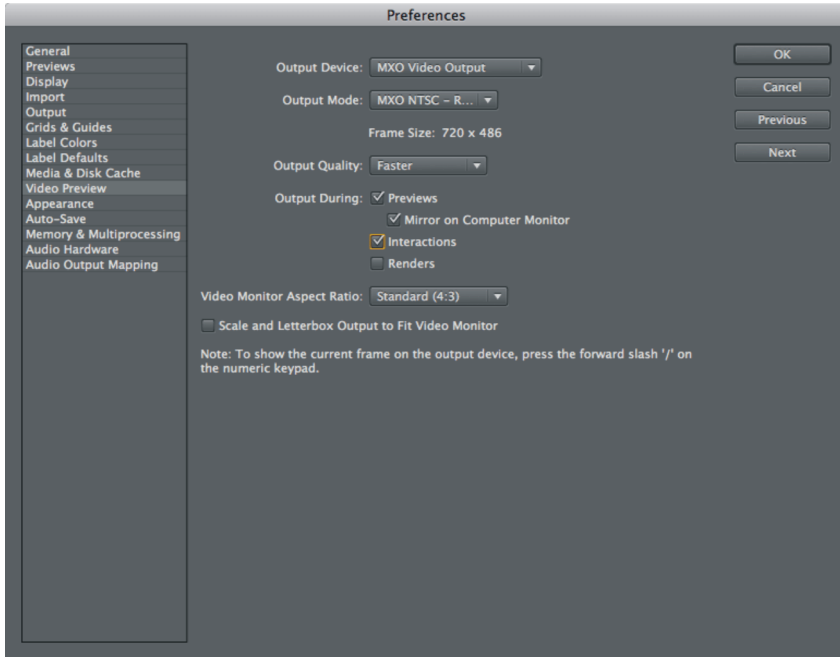 Preferences
General
Previews
Display
Import
Output
Grids & Guides
Label Colors
Label Defaults
Media & Disk Cache
Video Preview
Appearance
Auto-Save
Memory & Multiprocessing
Audio Hardware
Audio Output Mapping
Output Device: MXO Video Output
Output Mode: MXO NTSC – R...
Frame Size: 720 x 486
Output Quality: Faster
Output During: Previews
Mirror on Computer Monitor
Interactions
Renders
Video Monitor Aspect Ratio: Standard (4:3)
Scale and Letterbox Output to Fit Video Monitor
Note: To show the current frame on the output device, press the forward slash '/' on
the numeric keypad.
OK
Cancel
Previous
Next